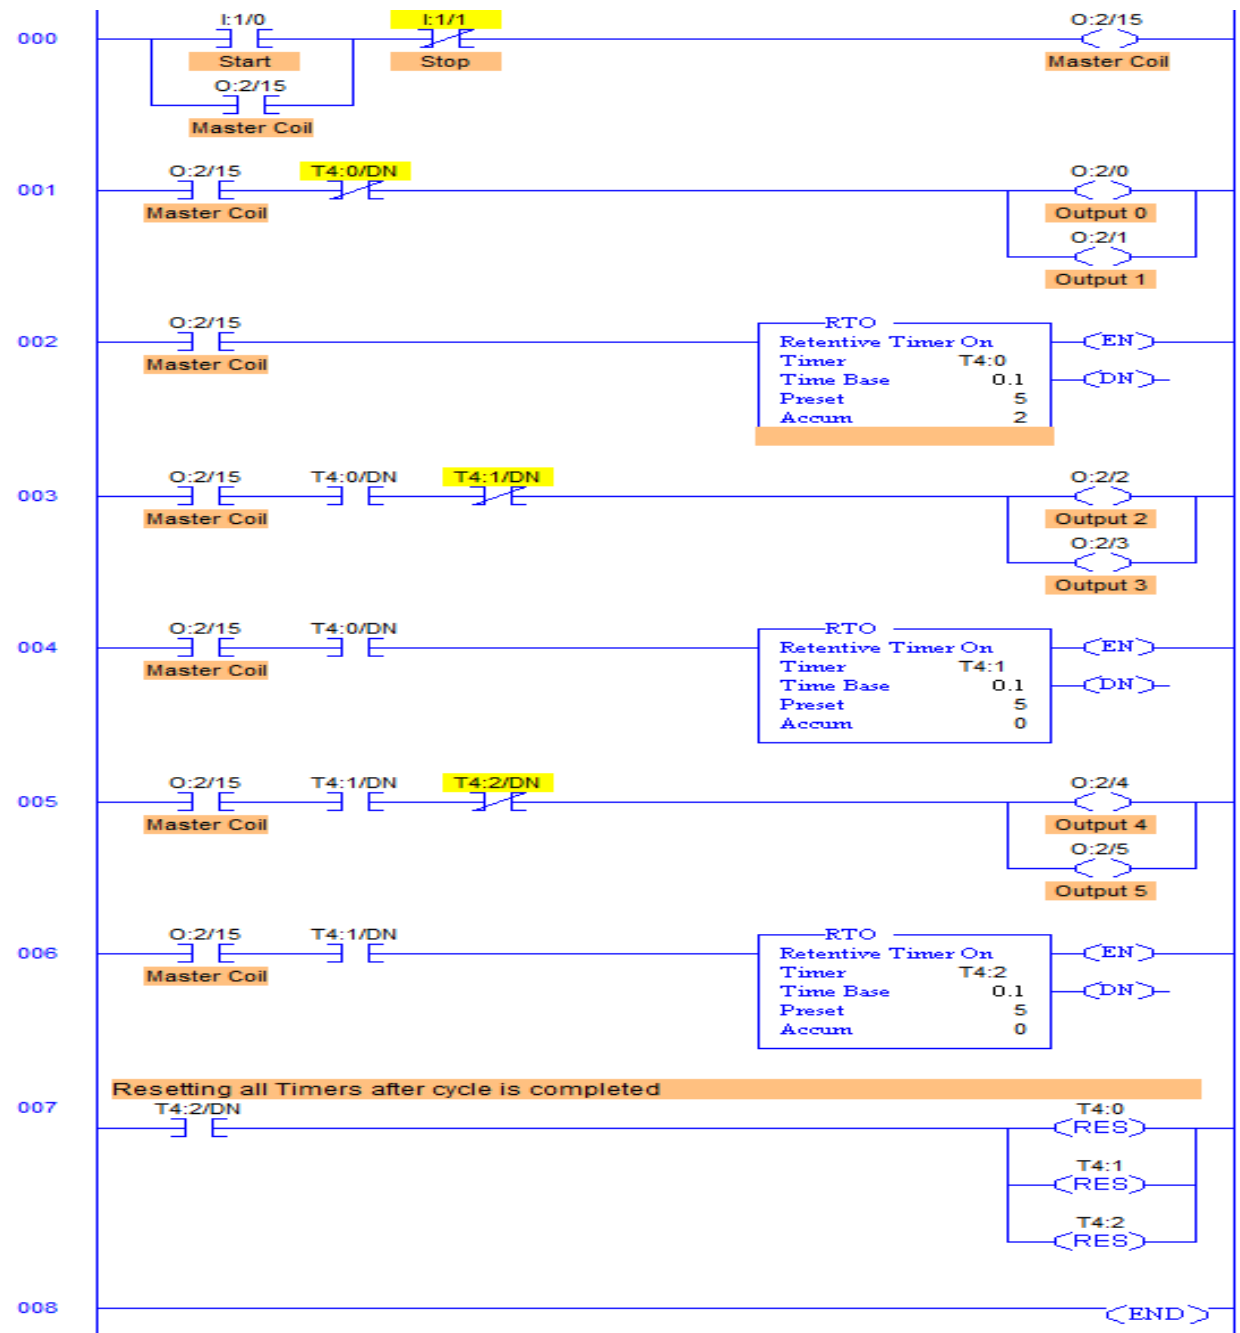 I:1/0 I:1/1 O:2/15
000
Start Stop Master Coil
O:2/15
Master Coil
O:2/15 T4:0/DN O:2/0
001
Master Coil Output 0
O:2/1
Output 1
O:2/15 RTO
002 Retentive Timer On EN
Master Coil Timer T4:0
Time Base 0.1 DN
Preset 5
Accum 2
O:2/15 T4:0/DN T4:1/DN O:2/2
003
Master Coil Output 2
O:2/3
Output 3
O:2/15 T4:0/DN RTO
004 Retentive Timer On EN
Master Coil Timer T4:1
Time Base 0.1 DN
Preset 5
Accum 0
O:2/15 T4:1/DN T4:2/DN O:2/4
005
Master Coil Output 4
O:2/5
Output 5
O:2/15 T4:1/DN RTO
006 Retentive Timer On EN
Master Coil Timer T4:2
Time Base 0.1 DN
Preset 5
Accum 0
Resetting all Timers after cycle is completed
007 T4:2/DN T4:0
RES
T4:1
RES
T4:2
RES
008 END